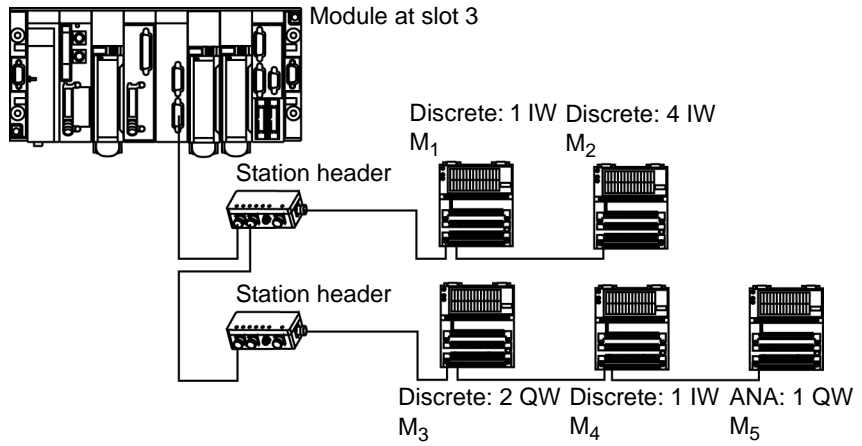 Module at slot 3
Discrete: 1 IW
M1
Discrete: 4 IW
M2
Station header
Station header
Discrete: 2 QW
M3
Discrete: 1 IW
M4
ANA: 1 QW
M5